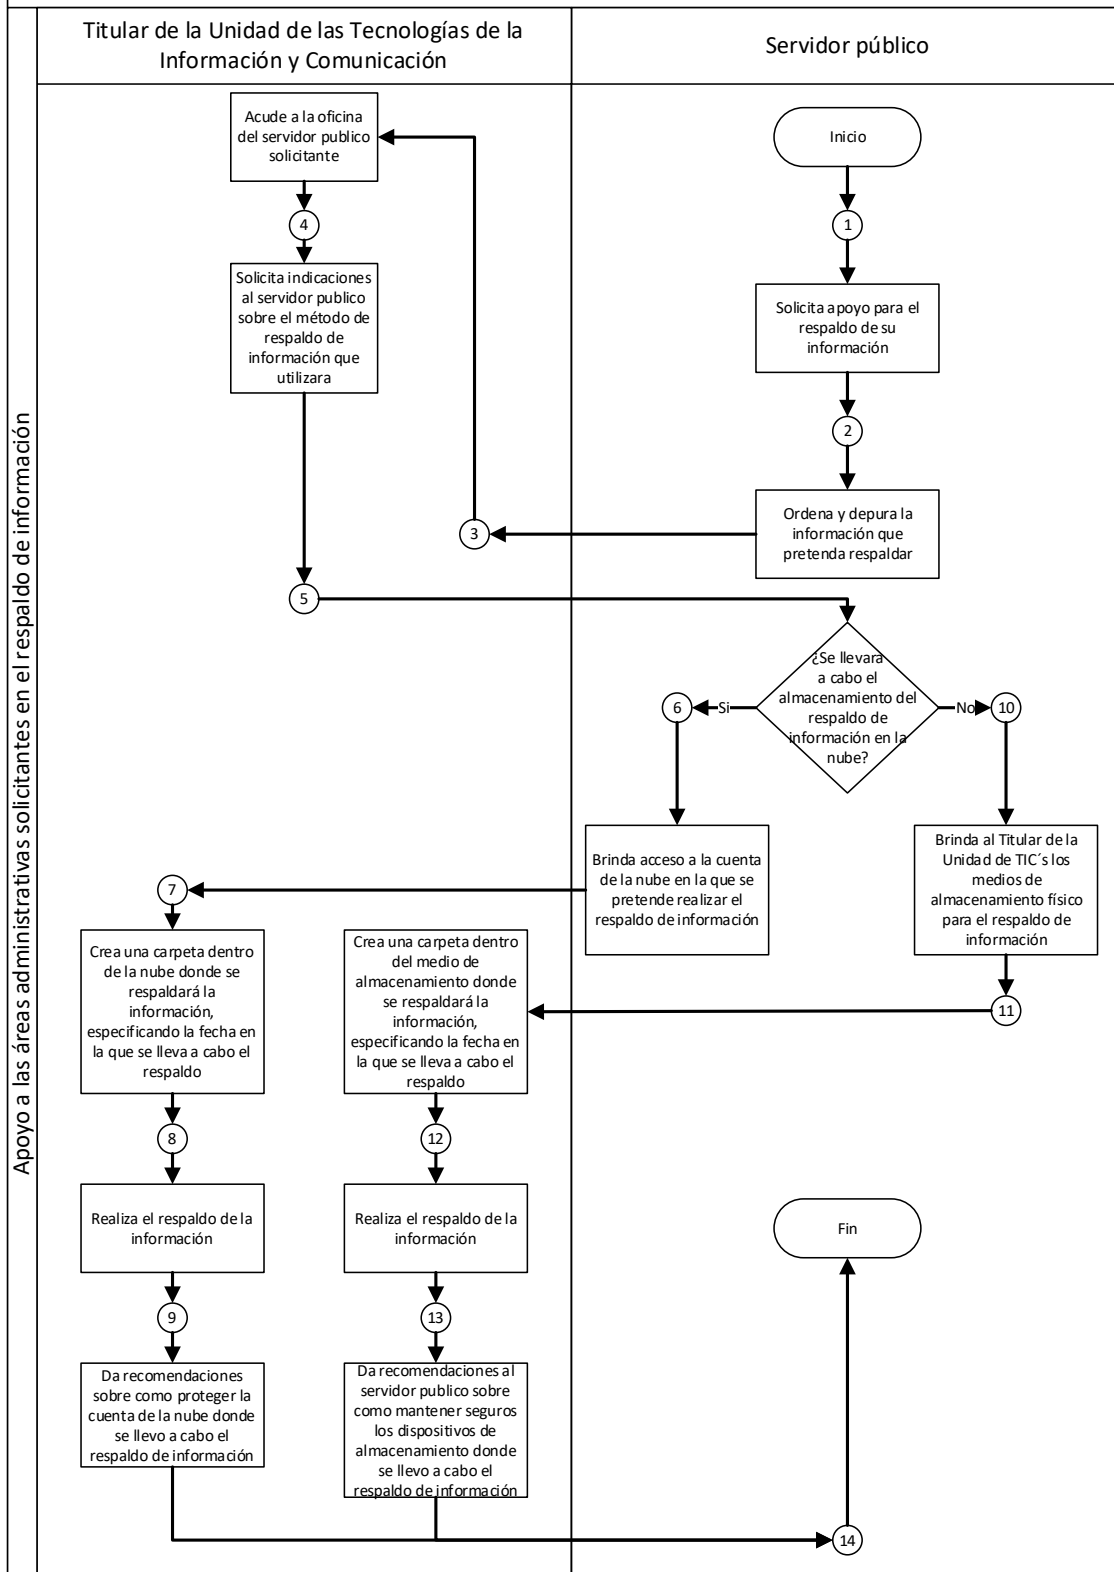 Titular de la Unidad de las Tecnologías de la
Información y Comunicación
Servidor público
Apoyo a las áreas administrativas solicitantes en el respaldo de información
Inicio
1
Solicita apoyo para el
respaldo de su
información
2
Ordena y depura la
información que
pretenda respaldar
3
Acude a la oficina
del servidor publico
solicitante
4
Solicita indicaciones
al servidor publico
sobre el método de
respaldo de
información que
utilizara
5
¿Se llevara
a cabo el
almacenamiento del
respaldo de
información en la
nube?
Si
6
No
10
Brinda acceso a la cuenta
de la nube en la que se
pretende realizar el
respaldo de información
Brinda al Titular de la
Unidad de TIC´s los
medios de
almacenamiento físico
para el respaldo de
información
7
11
Crea una carpeta dentro
de la nube donde se
respaldará la
información,
especificando la fecha en
la que se lleva a cabo el
respaldo
Crea una carpeta dentro
del medio de
almacenamiento donde
se respaldará la
información,
especificando la fecha en
la que se lleva a cabo el
respaldo
8
12
Realiza el respaldo de la
información
Realiza el respaldo de la
información
9
13
Da recomendaciones
sobre como proteger la
cuenta de la nube donde
se llevo a cabo el
respaldo de información
Da recomendaciones al
servidor publico sobre
como mantener seguros
los dispositivos de
almacenamiento donde
se llevo a cabo el
respaldo de información
14
Fin